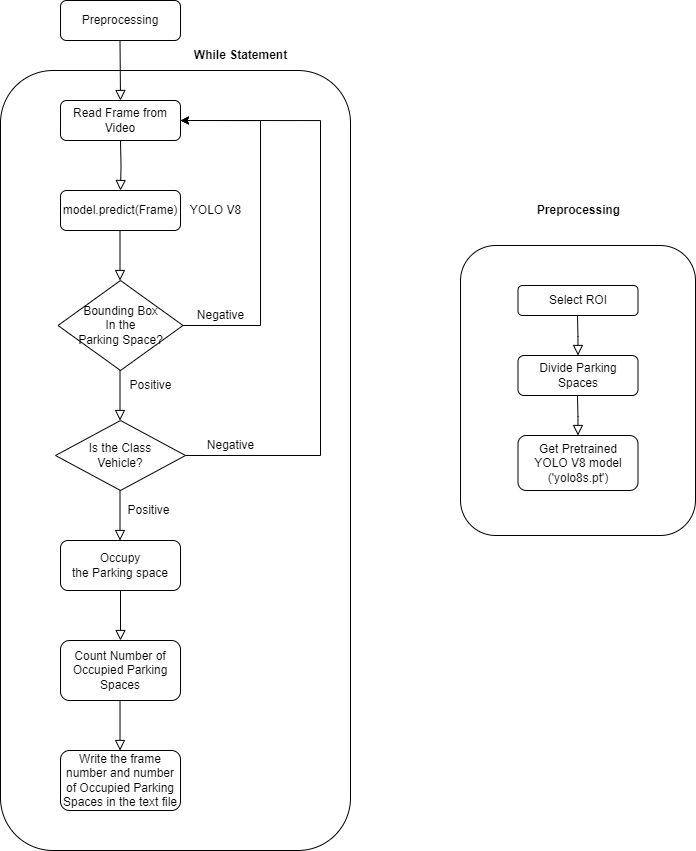 Preprocessing
While Statement
Read Frame from
Video
model.predict(Frame)
YOLO V8
Bounding Box
In the
Parking Space?
Negative
Positive
Is the Class
Vehicle?
Negative
Positive
Occupy
the Parking space
Count Number of
Occupied Parking
Spaces
Write the frame
number and number
of Occupied Parking
Spaces in the text file
Preprocessing
Select ROI
Divide Parking
Spaces
Get Pretrained
YOLO V8 model
('yolo8s.pt')